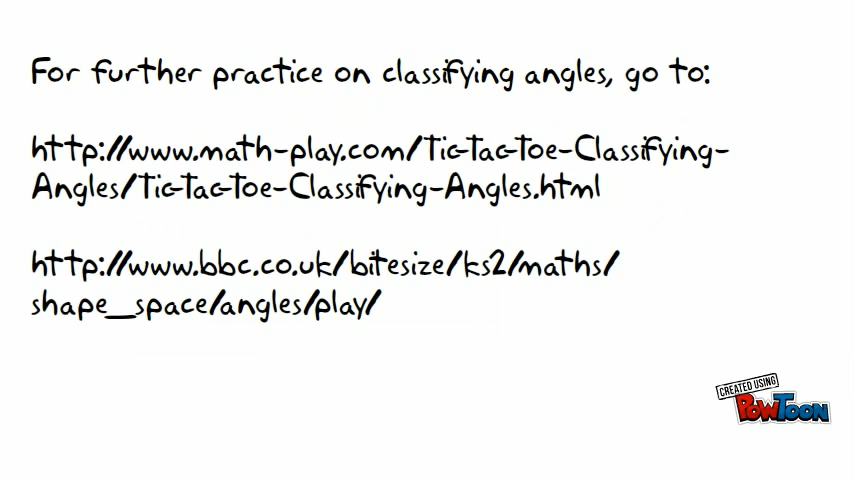 For further practice on classifying angles, go to:
http://www.math-play.com/Tic-Tac-Toe-Classifying-
Angles/Tic-Tac-Toe-Classifying-Angles.html
http://www.bbc.co.uk/bitesize/ks2/maths/
shape_space/angles/play/
CREATED USING
POWTOON